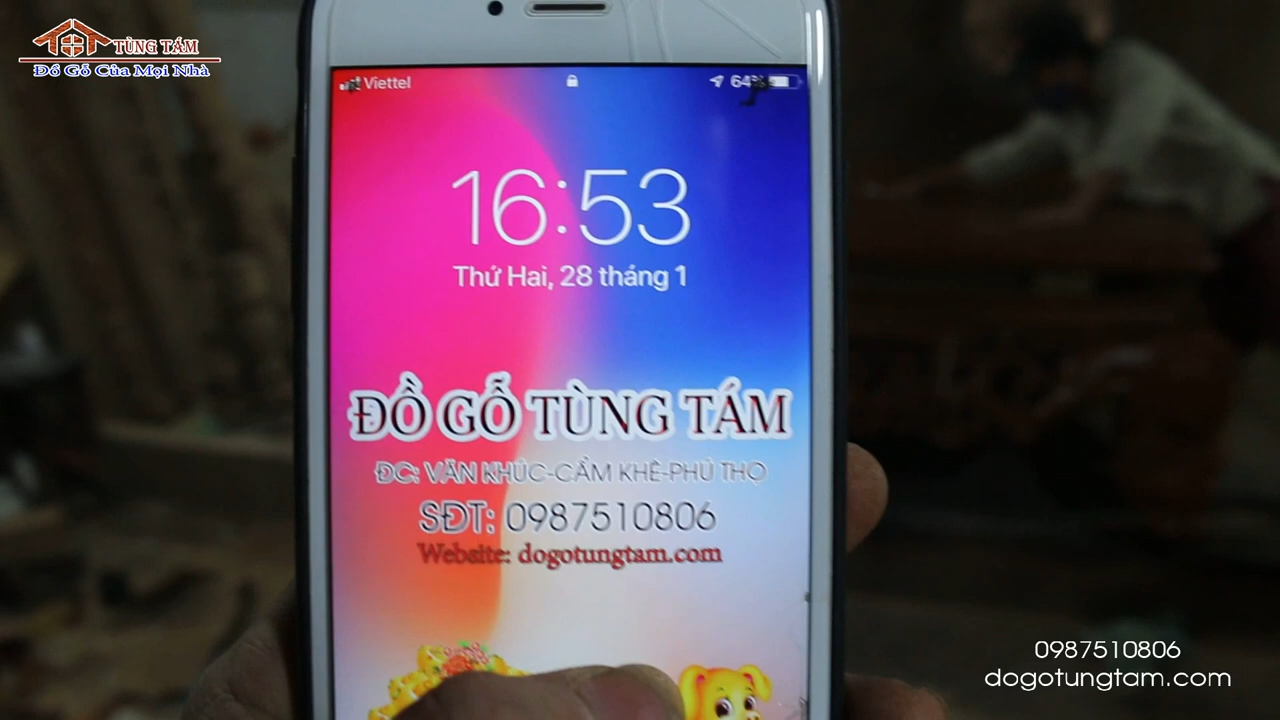 TÙNG TÁM
Đồ Gỗ Của Mọi Nhà
Viettel
64%
16:53
Thứ Hai, 28 tháng 1
ĐỒ GỖ TÙNG TÁM
ĐC: VĂN KHÚC-CẨM KHÊ-PHÚ THỌ
SĐT: 0987510806
Website: dogotungtam.com
0987510806
dogotungtam.com